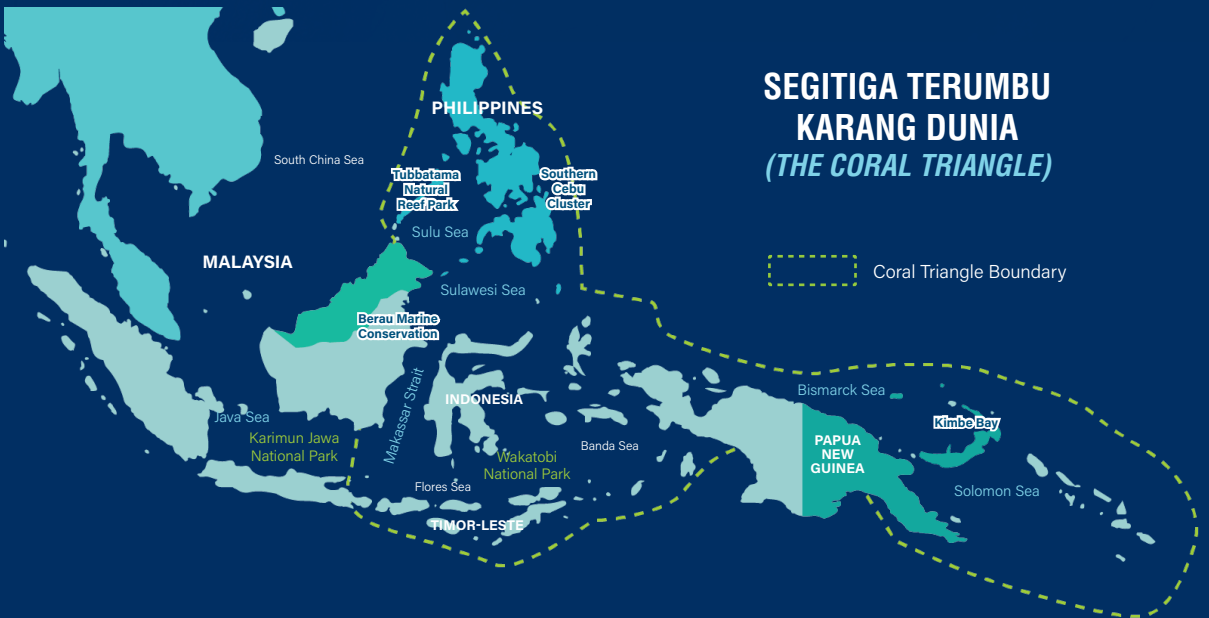 SEGITIGA TERUMBU
KARANG DUNIA
(THE CORAL TRIANGLE)
Coral Triangle Boundary
PHILIPPINES
South China Sea
Tubbatama
Natural
Reef Park
Southern
Cebu
Cluster
Sulu Sea
MALAYSIA
Sulawesi Sea
Berau Marine
Conservation
Makassar Strait
INDONESIA
Java Sea
Karimun Jawa
National Park
Wakatobi
National Park
Banda Sea
Flores Sea
TIMOR-LESTE
Bismarck Sea
Kimbe Bay
PAPUA
NEW
GUINEA
Solomon Sea